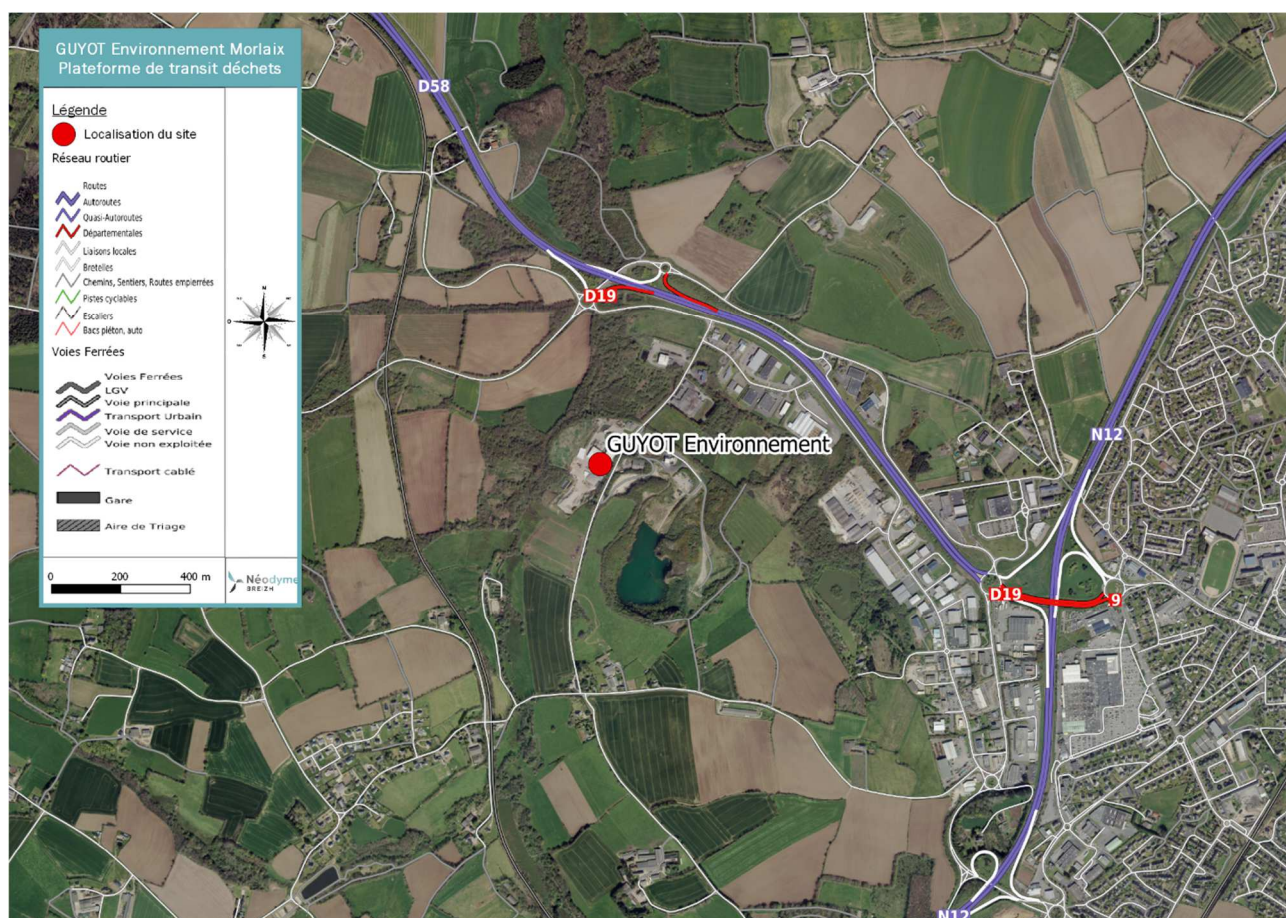 GUYOT Environnement Morlaix
Plateforme de transit déchets
Légende
Localisation du site
Réseau routier
Routes
Autoroutes
Quasi-Autoroutes
Départementales
Liaisons locales
Bretelles
Chemins, Sentiers, Routes empierrées
Pistes cyclables
Escaliers
Bacs piéton, auto
Voies Ferrées
Voies Ferrées
LGV
Voie principale
Transport Urbain
Voie de service
Voie non exploitée
Transport cablé
Gare
Aire de Triage
0 200 400 m
Néodyme
BREIZH
N
O
S
D58
D19
GUYOT Environnement
N12
D19
9
N12